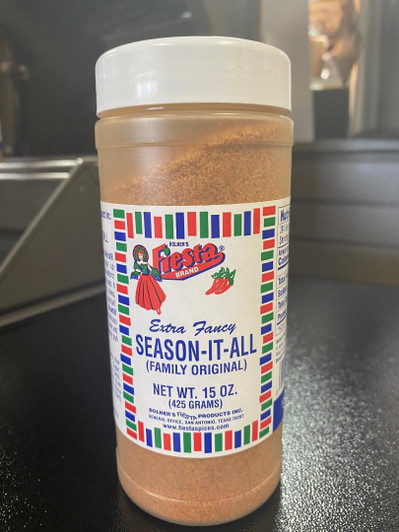 BOLNER'S
Fiesta®
BRAND
Extra Fancy
SEASON-IT-ALL
(FAMILY ORIGINAL)
NET WT. 15 OZ.
(425 GRAMS)
BOLNER'S FIESTA PRODUCTS INC.
GENERAL OFFICE, SAN ANTONIO, TEXAS 78207
www.fiestaspices.com